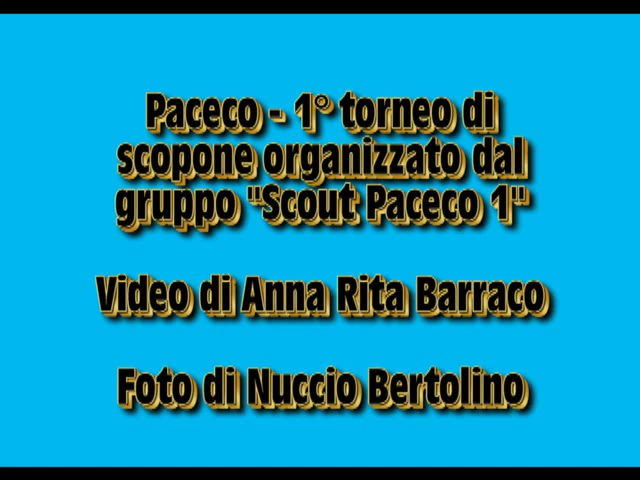 Paceco - 1° torneo di
scopone organizzato dal
gruppo "Scout Paceco 1"
Video di Anna Rita Barraco
Foto di Nuccio Bertolino